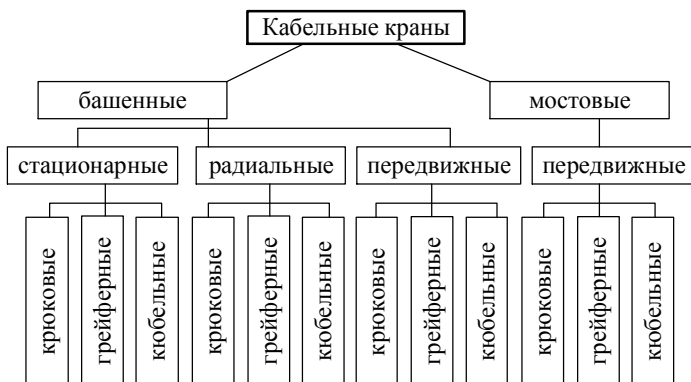 Кабельные краны
башенные
мостовые
стационарные
радиальные
передвижные
передвижные
крюковые
грейферные
кюбельные
крюковые
грейферные
кюбельные
крюковые
грейферные
кюбельные
крюковые
грейферные
кюбельные